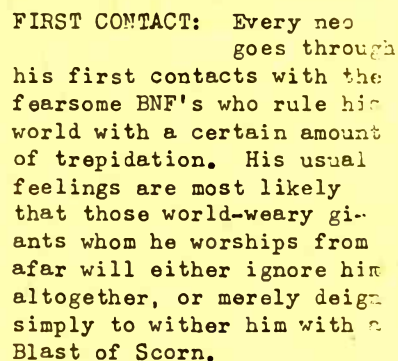 FIRST CONTACT: Every neo
goes through
his first contacts with the
fearsome BNF's who rule his
world with a certain amount
of trepidation. His usual
feelings are most likely
that those world-weary gi-
ants whom he worships from
afar will either ignore him
altogether, or merely deign
simply to wither him with a
Blast of Scorn.